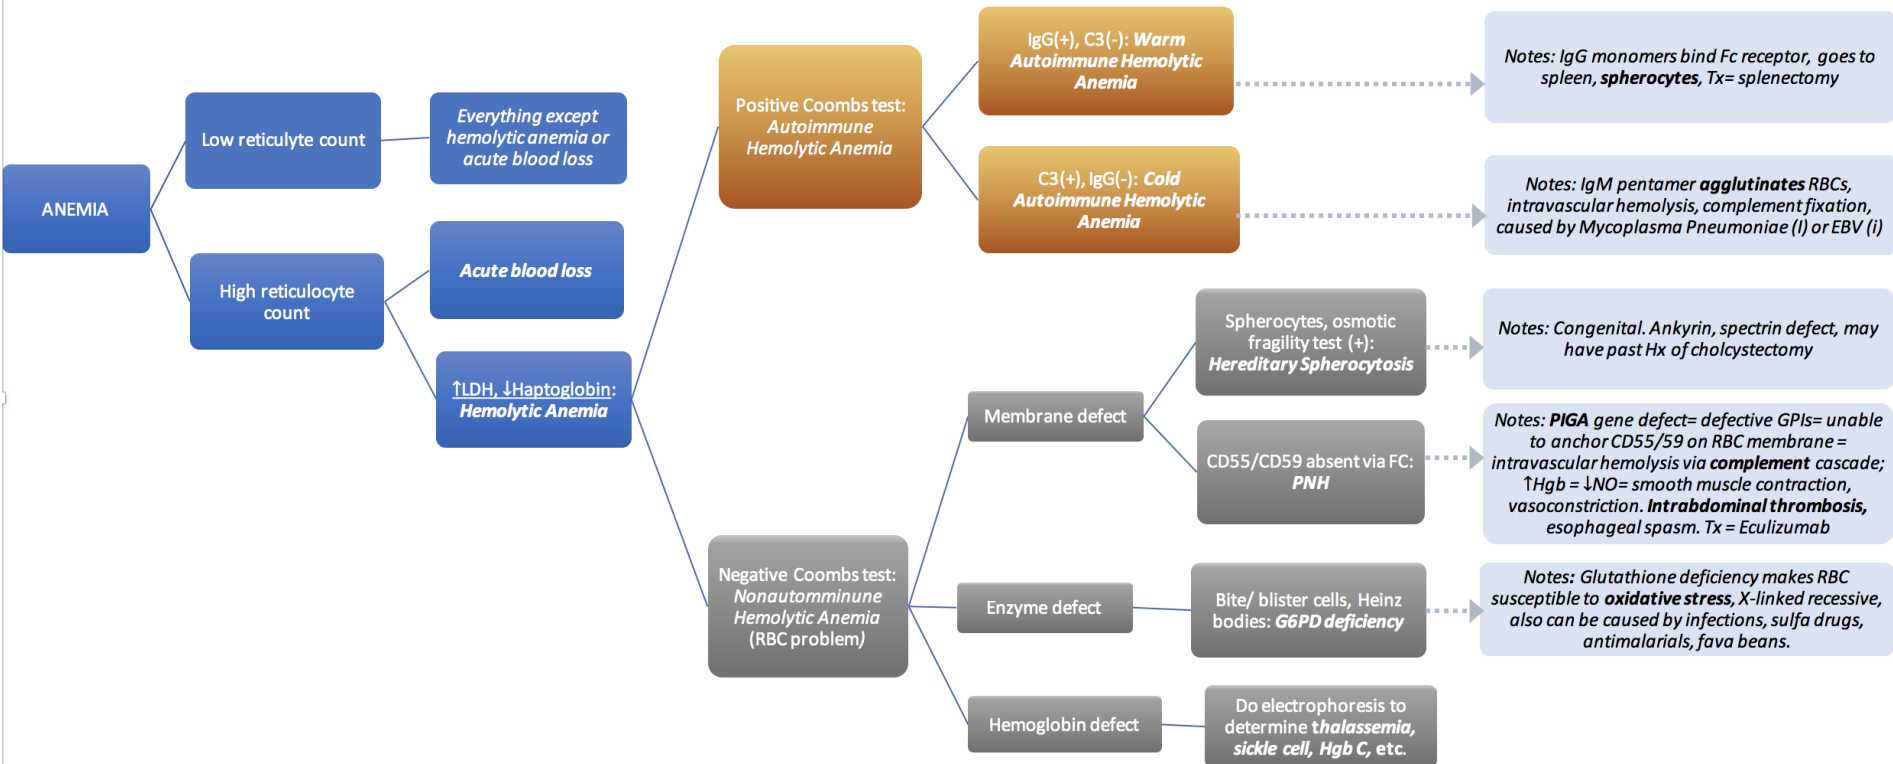 ANEMIA
Low reticulyte count
Everything except
hemolytic anemia or
acute blood loss
High reticulocyte
count
Acute blood loss
↑LDH, ↓Haptoglobin:
Hemolytic Anemia
Positive Coombs test:
Autoimmune
Hemolytic Anemia
IgG(+), C3(-): Warm
Autoimmune Hemolytic
Anemia
Notes: IgG monomers bind Fc receptor, goes to
spleen, spherocytes, Tx= splenectomy
C3(+), IgG(-): Cold
Autoimmune Hemolytic
Anemia
Notes: IgM pentamer agglutinates RBCs,
intravascular hemolysis, complement fixation,
caused by Mycoplasma Pneumoniae (I) or EBV (i)
Negative Coombs test:
Nonautomminune
Hemolytic Anemia
(RBC problem)
Membrane defect
Spherocytes, osmotic
fragility test (+):
Hereditary Spherocytosis
Notes: Congenital. Ankyrin, spectrin defect, may
have past Hx of cholcystectomy
CD55/CD59 absent via FC:
PNH
Notes: PIGA gene defect= defective GPIs= unable
to anchor CD55/59 on RBC membrane =
intravascular hemolysis via complement cascade;
↑Hgb = ↓NO= smooth muscle contraction,
vasoconstriction. Intrabdominal thrombosis,
esophageal spasm. Tx = Eculizumab
Enzyme defect
Bite/ blister cells, Heinz
bodies: G6PD deficiency
Notes: Glutathione deficiency makes RBC
susceptible to oxidative stress, X-linked recessive,
also can be caused by infections, sulfa drugs,
antimalarials, fava beans.
Hemoglobin defect
Do electrophoresis to
determine thalassemia,
sickle cell, Hgb C, etc.